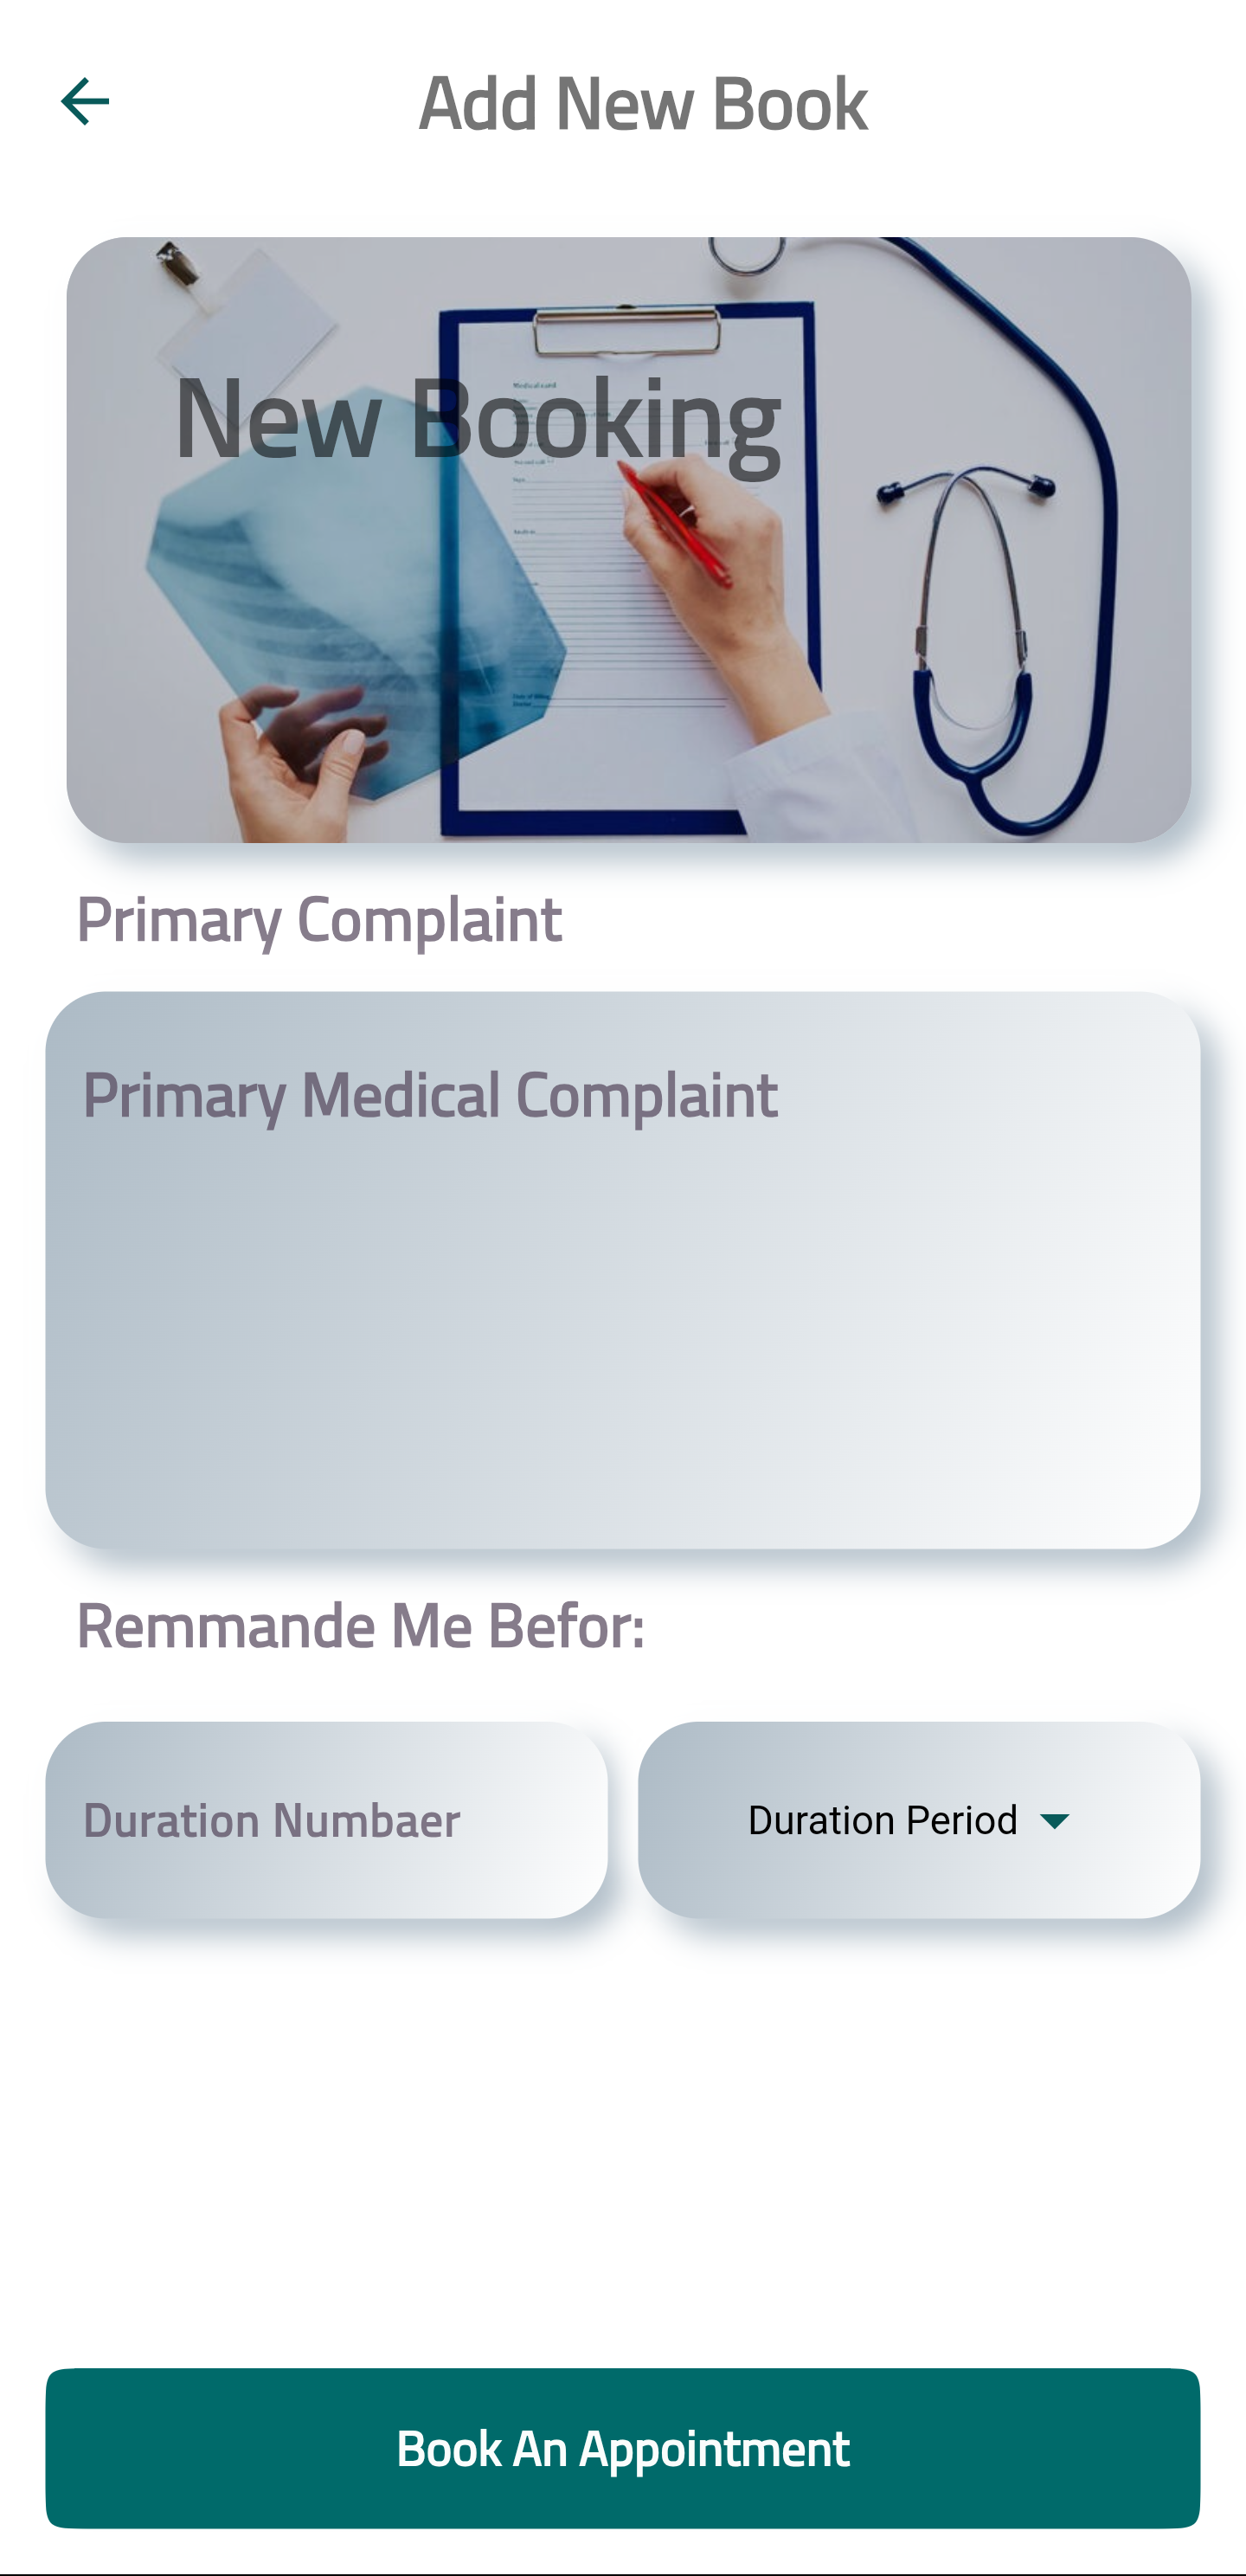 Add New Book
New Booking
Primary Complaint
Primary Medical Complaint
Remmande Me Befor:
Duration Numbaer
Duration Period
Book An Appointment